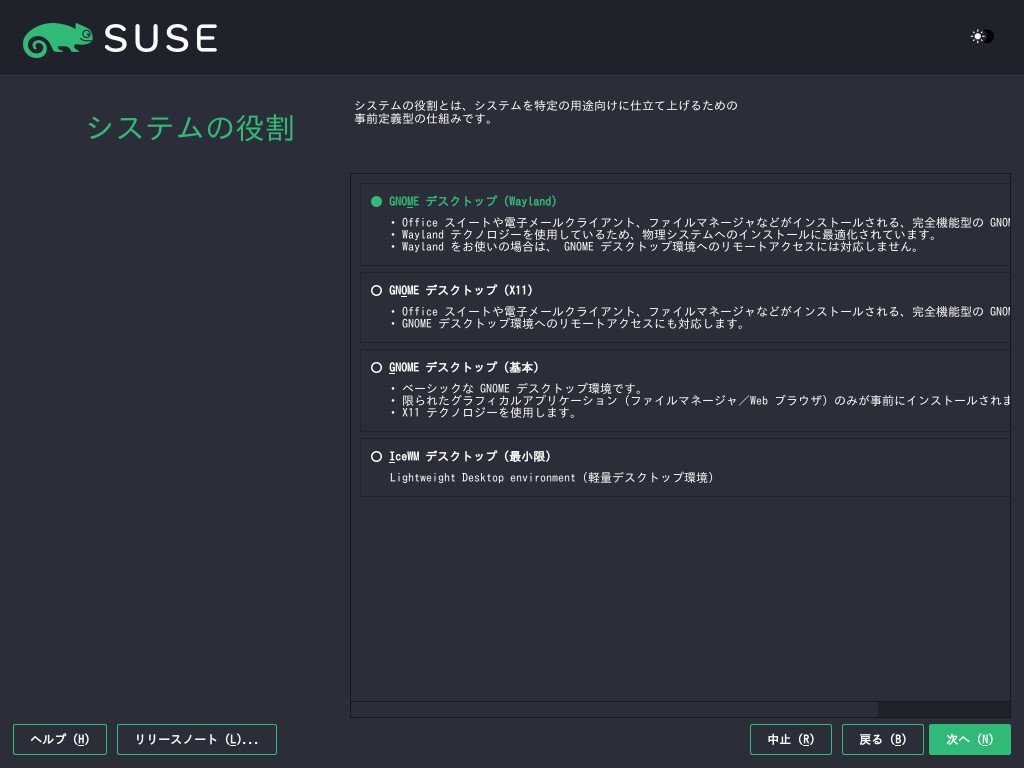 SUSE
システムの役割
システムの役割とは、システムを特定の用途向けに仕立て上げるための
事前定義型の仕組みです。
GNOME デスクトップ (Wayland)
• Office スイートや電子メールクライアント、ファイルマネージャなどがインストールされる、完全機能型の GNOM
• Wayland テクノロジーを使用しているため、物理システムへのインストールに最適化されています。
• Wayland をお使いの場合は、 GNOME デスクトップ環境へのリモートアクセスには対応しません。
GNOME デスクトップ (X11)
• Office スイートや電子メールクライアント、ファイルマネージャなどがインストールされる、完全機能型の GNOM
• GNOME デスクトップ環境へのリモートアクセスにも対応します。
GNOME デスクトップ (基本)
• ベーシックな GNOME デスクトップ環境です。
• 限られたグラフィカルアプリケーション (ファイルマネージャ／Web ブラウザ) のみが事前にインストールされま
• X11 テクノロジーを使用します。
IceWM デスクトップ (最小限)
Lightweight Desktop environment (軽量デスクトップ環境)
ヘルプ (H) リリースノート (L)... 中止 (R) 戻る (B) 次へ (N)